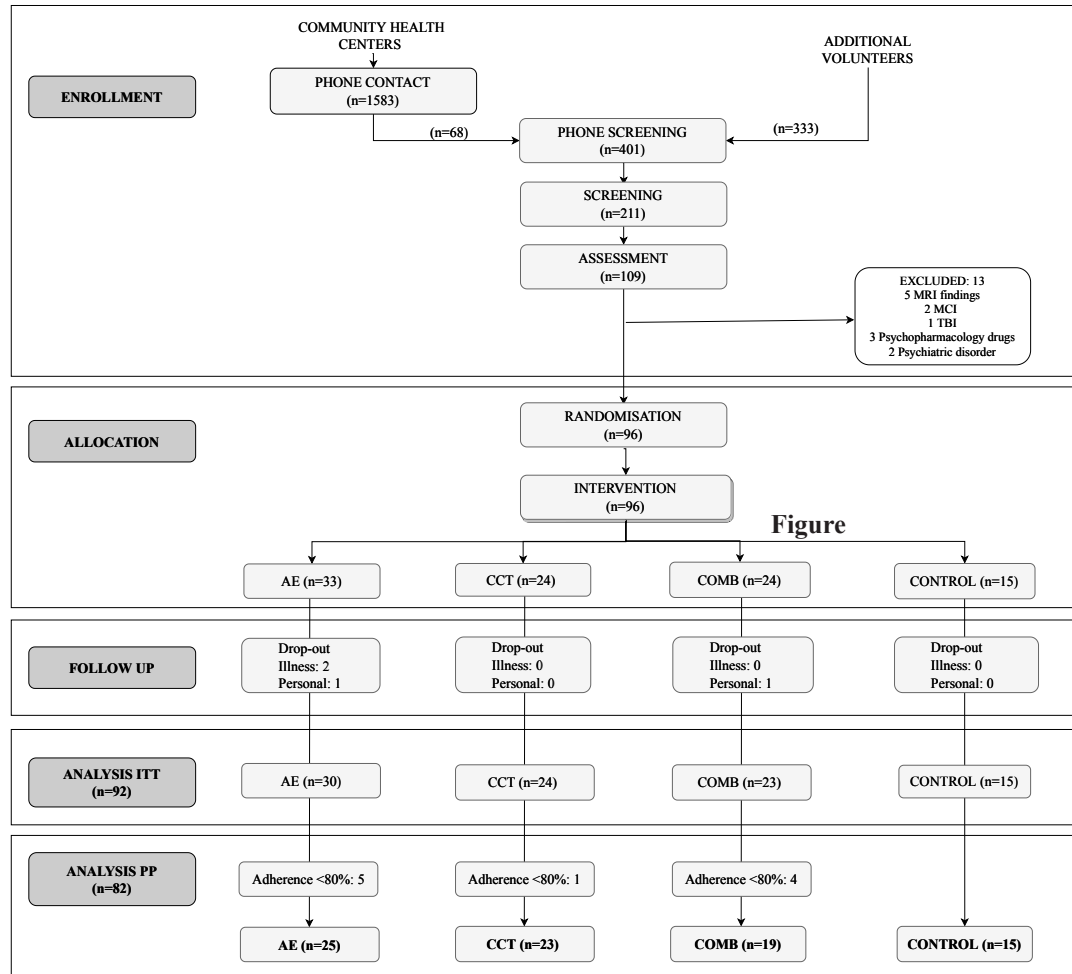 COMMUNITY HEALTH
CENTERS
ADDITIONAL
VOLUNTEERS
ENROLLMENT
PHONE CONTACT
(n=1583)
(n=68)
(n=333)
PHONE SCREENING
(n=401)
SCREENING
(n=211)
ASSESSMENT
(n=109)
EXCLUDED: 13
5 MRI findings
2 MCI
1 TBI
3 Psychopharmacology drugs
2 Psychiatric disorder
ALLOCATION
RANDOMISATION
(n=96)
INTERVENTION
(n=96)
Figure
AE (n=33)
CCT (n=24)
COMB (n=24)
CONTROL (n=15)
FOLLOW UP
Drop-out
Illness: 2
Personal: 1
Drop-out
Illness: 0
Personal: 0
Drop-out
Illness: 0
Personal: 1
Drop-out
Illness: 0
Personal: 0
ANALYSIS ITT
(n=92)
AE (n=30)
CCT (n=24)
COMB (n=23)
CONTROL (n=15)
ANALYSIS PP
(n=82)
Adherence <80%: 5
Adherence <80%: 1
Adherence <80%: 4
AE (n=25)
CCT (n=23)
COMB (n=19)
CONTROL (n=15)